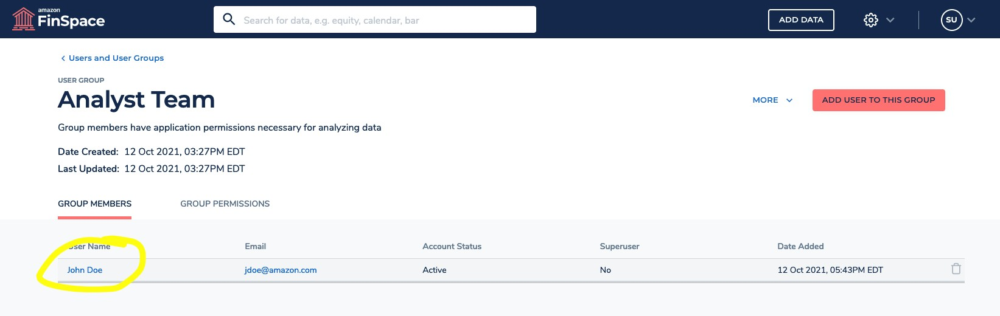 amazon
FinSpace
Search for data, e.g. equity, calendar, bar
ADD DATA
SU
Users and User Groups
USER GROUP
Analyst Team
MORE
ADD USER TO THIS GROUP
Group members have application permissions necessary for analyzing data
Date Created: 12 Oct 2021, 03:27PM EDT
Last Updated: 12 Oct 2021, 03:27PM EDT
GROUP MEMBERS GROUP PERMISSIONS
User Name Email Account Status Superuser Date Added
John Doe jdoe@amazon.com Active No 12 Oct 2021, 05:43PM EDT